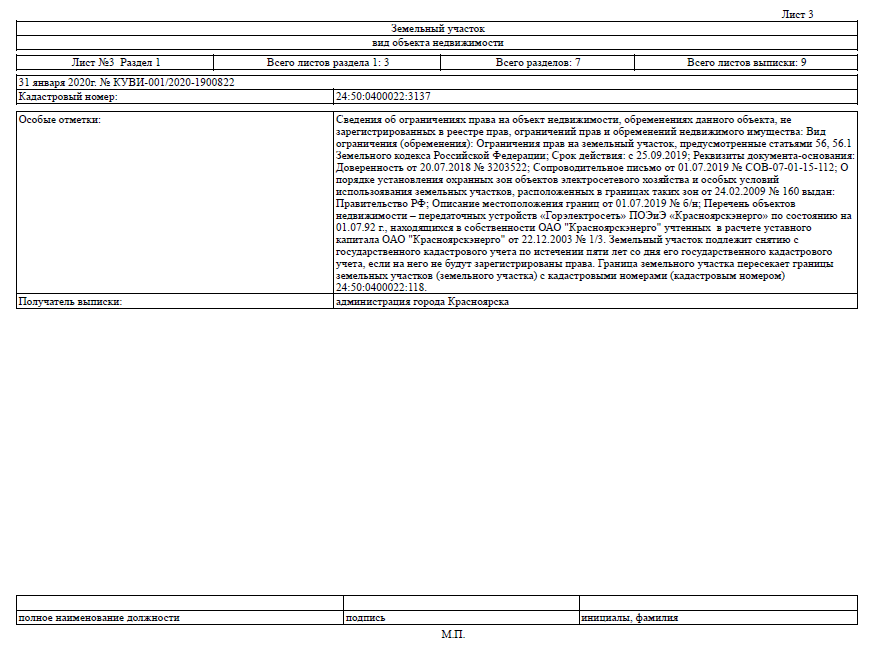 Лист 3
Земельный участок
вид объекта недвижимости
Лист №3 Раздел 1 Всего листов раздела 1: 3 Всего разделов: 7 Всего листов выписки: 9
31 января 2020г. № КУВИ-001/2020-1900822
Кадастровый номер: 24:50:0400022:3137
Особые отметки: Сведения об ограничениях права на объект недвижимости, обременениях данного объекта, не
зарегистрированных в реестре прав, ограничений прав и обременений недвижимого имущества: Вид
ограничения (обременения): Ограничения прав на земельный участок, предусмотренные статьями 56, 56.1
Земельного кодекса Российской Федерации; Срок действия: с 25.09.2019; Реквизиты документа-основания:
Доверенность от 20.07.2018 № 3203522; Сопроводительное письмо от 01.07.2019 № СОВ-07-01-15-112; О
порядке установления охранных зон объектов электросетевого хозяйства и особых условий
использоявания земельных участков, расположенных в границах таких зон от 24.02.2009 № 160 выдан:
Правительство РФ; Описание местоположения границ от 01.07.2019 № б/н; Перечень объектов
недвижимости – передаточных устройств «Горэлектросеть» ПОЭиЭ «Красноярскэнерго» по состоянию на
01.07.92 г., находящихся в собственности ОАО "Красноярскэнерго" учтенных в расчете уставного
капитала ОАО "Красноярскэнерго" от 22.12.2003 № 1/3. Земельный участок подлежит снятию с
государственного кадастрового учета по истечении пяти лет со дня его государственного кадастрового
учета, если на него не будут зарегистрированы права. Граница земельного участка пересекает границы
земельных участков (земельного участка) с кадастровыми номерами (кадастровым номером)
24:50:0400022:118.
Получатель выписки: администрация города Красноярска
полное наименование должности подпись инициалы, фамилия
М.П.